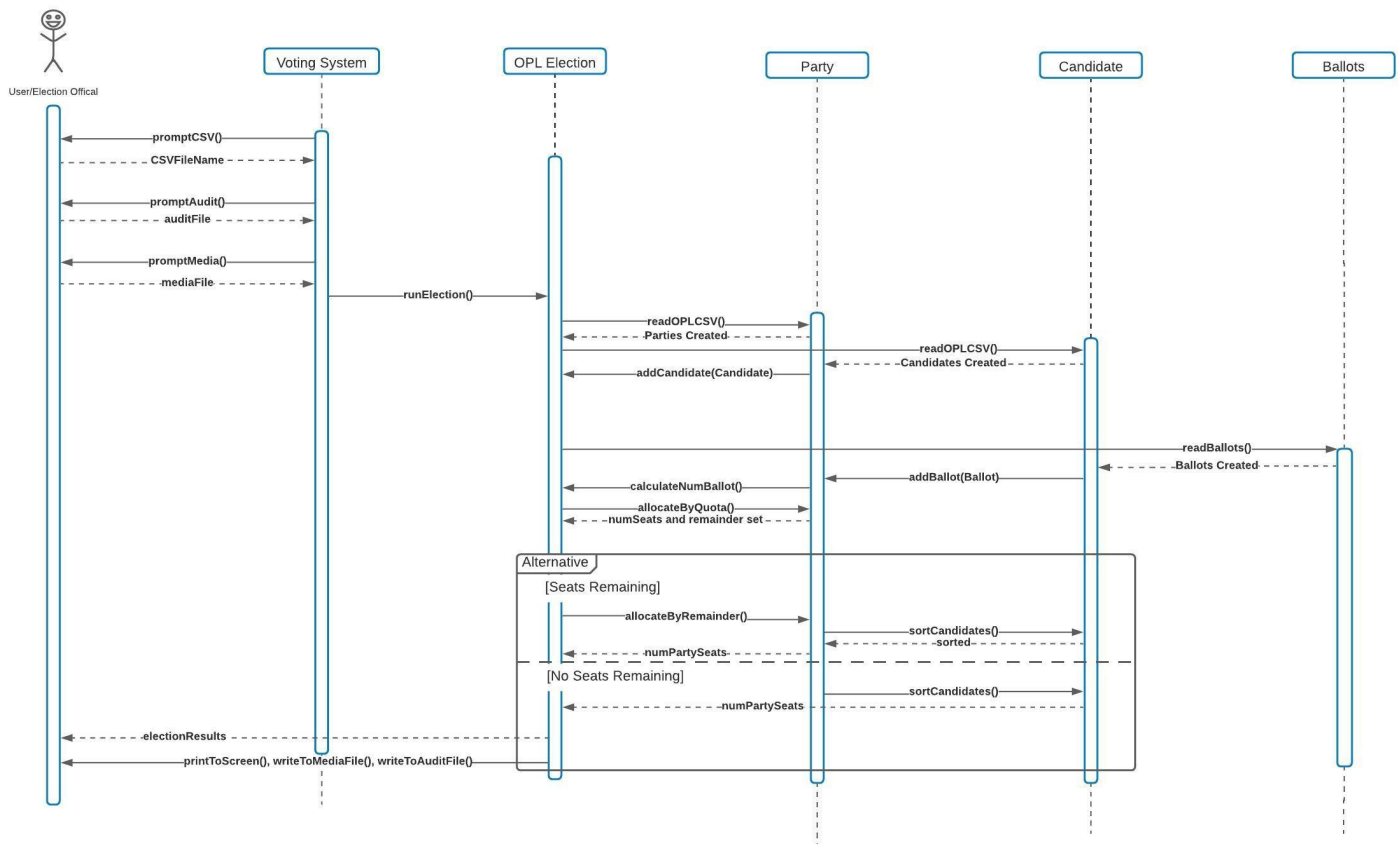 Voting System
OPL Election
Party
Candidate
Ballots
User/Election Offical
promptCSV()
CSVFileName
promptAudit()
auditFile
promptMedia()
mediaFile
runElection()
readOPLCSV()
Parties Created
readOPLCSV()
Candidates Created
addCandidate(Candidate)
readBallots()
Ballots Created
addBallot(Ballot)
calculateNumBallot()
allocateByQuota()
numSeats and remainder set
Alternative
[Seats Remaining]
allocateByRemainder()
sortCandidates()
sorted
numPartySeats
[No Seats Remaining]
sortCandidates()
numPartySeats
electionResults
printToScreen(), writeToMediaFile(), writeToAuditFile()